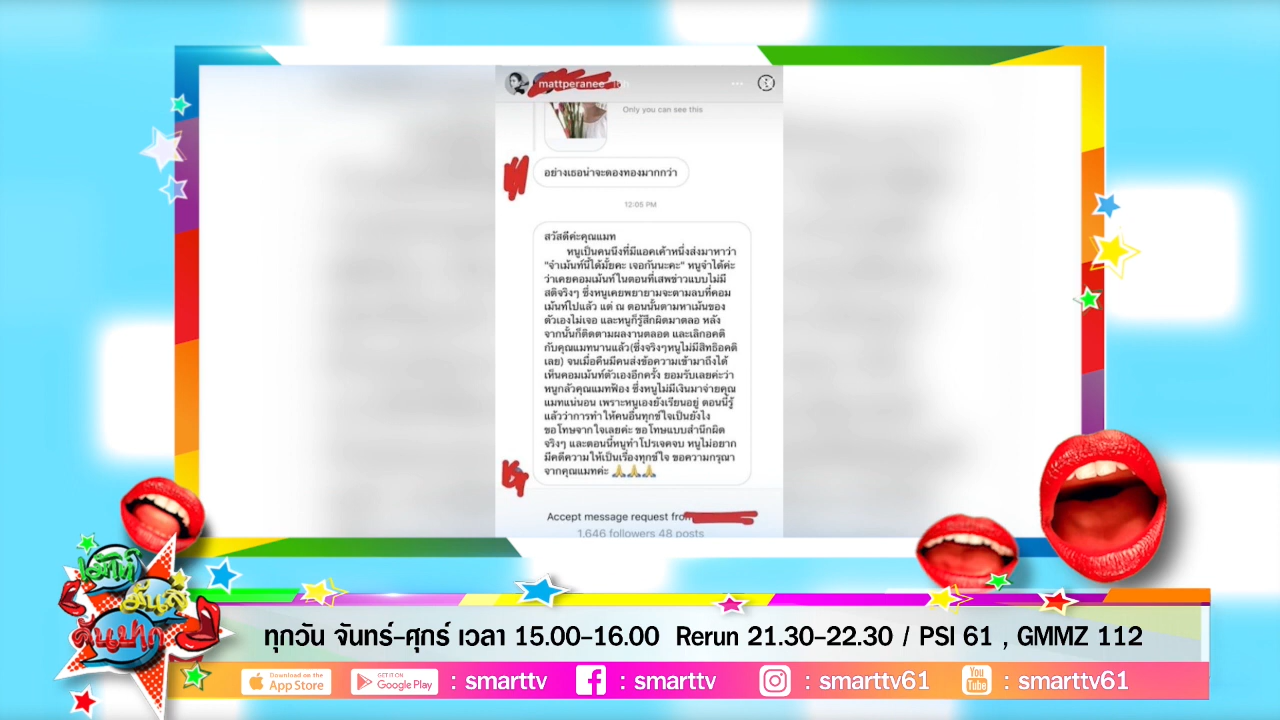 mattperanee 16h
Only you can see this
อย่างเธอน่าจะดองทองมากกว่า
12:05 PM
สวัสดีค่ะคุณแมท
หนูเป็นคนนึงที่มีแอคเค้าหนึ่งส่งมาหาว่า
"จำเม้นท์นี้ได้มั้ยคะ เจอกันนะคะ" หนูจำได้ค่ะ
ว่าเคยคอมเม้นท์ในตอนที่เสพข่าวแบบไม่มี
สติจริงๆ ซึ่งหนูเคยพยายามจะตามลบที่คอม
เม้นท์ไปแล้ว แต่ ณ ตอนนั้นตามหาเม้นของ
ตัวเองไม่เจอ และหนูก็รู้สึกผิดมาตลอ หลัง
จากนั้นก็ติดตามผลงานตลอด และเลิกอคติ
กับคุณแมทนานแล้ว(ซึ่งจริงๆหนูไม่มีสิทธิอคติ
เลย) จนเมื่อคืนมีคนส่งข้อความเข้ามาถึงได้
เห็นคอมเม้นท์ตัวเองอีกครั้ง ยอมรับเลยค่ะว่า
หนูกลัวคุณแมทฟ้อง ซึ่งหนูไม่มีเงินมาจ่ายคุณ
แมทแน่นอน เพราะหนูเองยังเรียนอยู่ ตอนนี้รู้
แล้วว่าการทำให้คนอื่นทุกข์ใจเป็นยังไง
ขอโทษจากใจเลยค่ะ ขอโทษแบบสำนึกผิด
จริงๆ และตอนนี้หนูทำโปรเจคจบ หนูไม่อยาก
มีคดีความให้เป็นเรื่องทุกข์ใจ ขอความกรุณา
จากคุณแมทค่ะ 🙏🙏🙏
Accept message request from
1,646 followers 48 posts
เม้าท์
มันส์
ดันปาก
ทุกวัน จันทร์-ศุกร์ เวลา 15.00-16.00 Rerun 21.30-22.30 / PSI 61 , GMMZ 112
Download on the App Store GET IT ON Google Play : smarttv : smarttv : smarttv61 You Tube : smarttv61